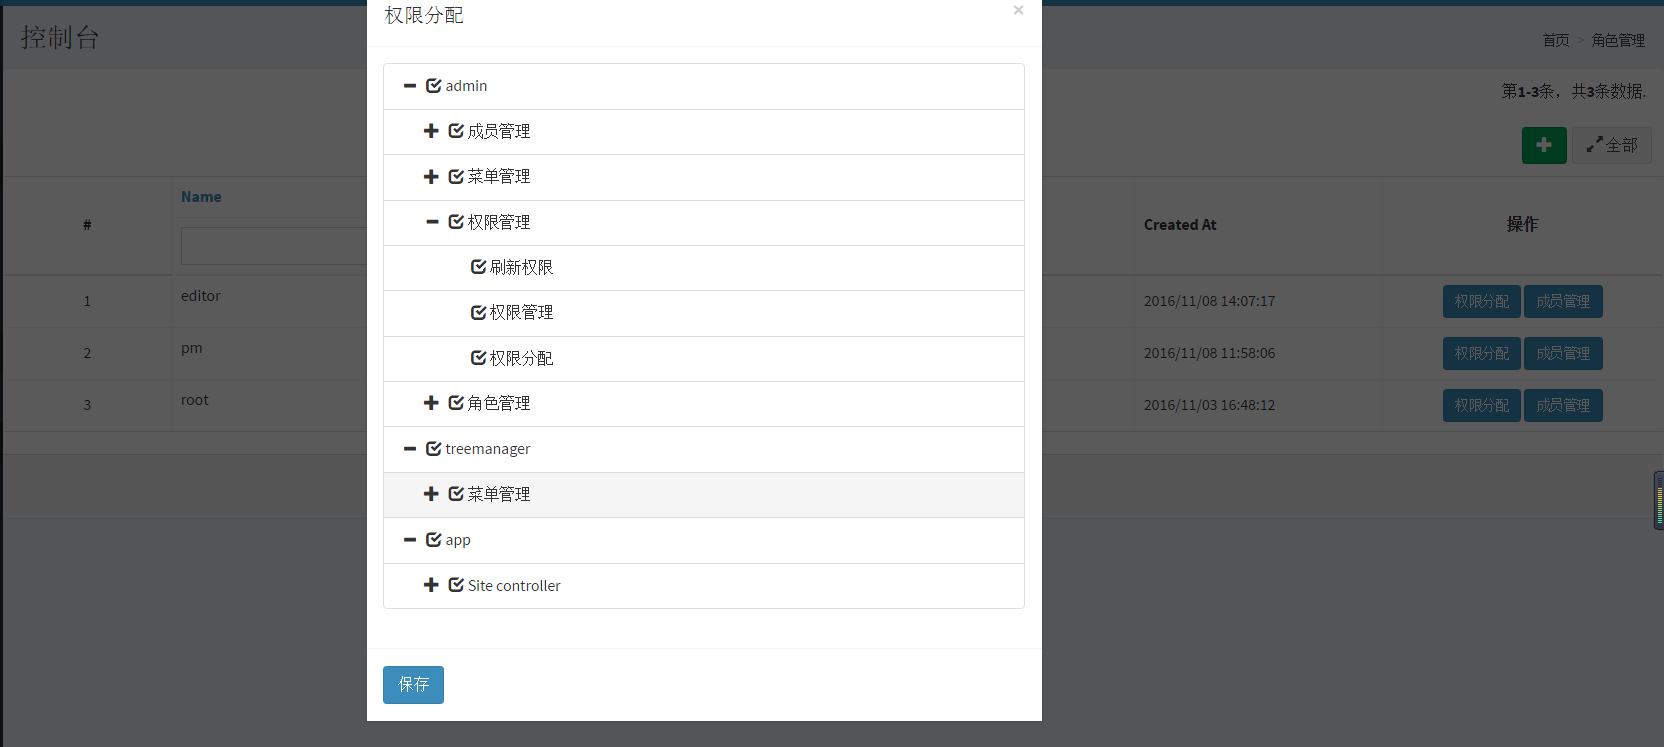 权限分配 ×
控制台
首页 > 角色管理
第1-3条，共3条数据.
全部
# Name Created At 操作
1 editor 2016/11/08 14:07:17 权限分配 成员管理
2 pm 2016/11/08 11:58:06 权限分配 成员管理
3 root 2016/11/03 16:48:12 权限分配 成员管理
admin
成员管理
菜单管理
权限管理
刷新权限
权限管理
权限分配
角色管理
treemanager
菜单管理
app
Site controller
保存